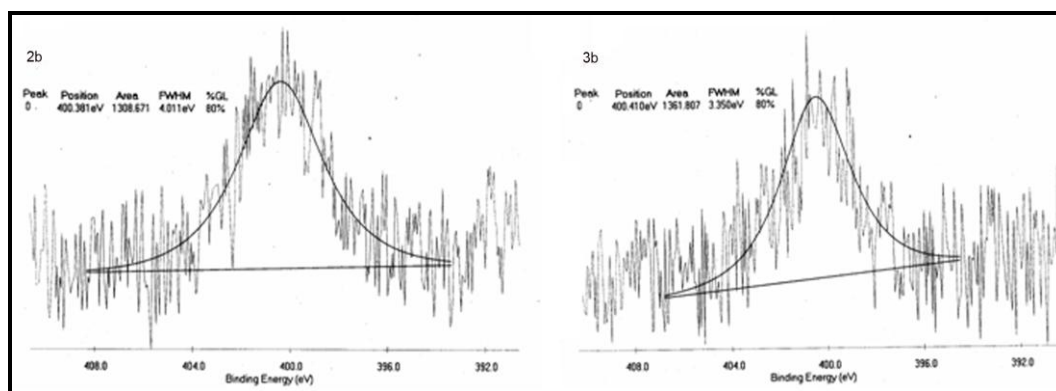 2b
Peak Position Area FWHM %GL
0 400.381eV 1308.671 4.011eV 80%
408.0 404.0 400.0 396.0 392.0
Binding Energy (eV)
3b
Peak Position Area FWHM %GL
0 400.410eV 1361.807 3.350eV 80%
408.0 404.0 400.0 396.0 392.0
Binding Energy (eV)